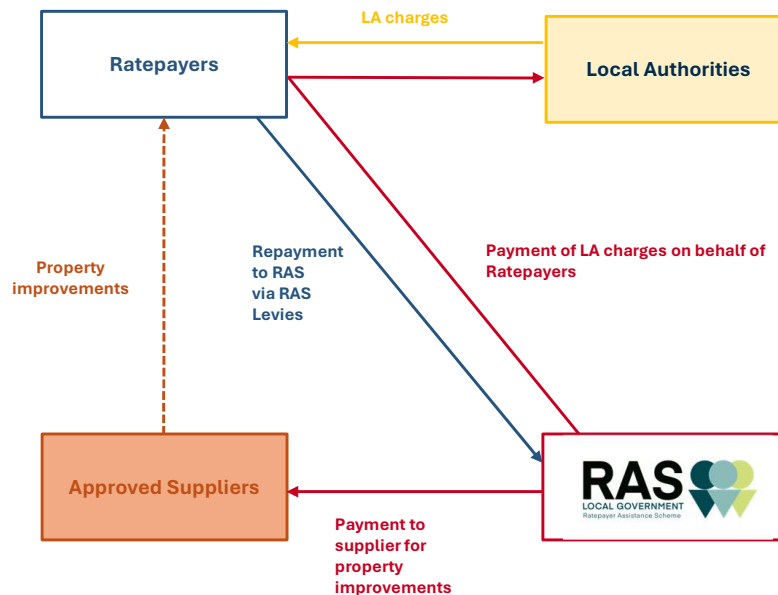 LA charges
Ratepayers
Local Authorities
Repayment
to RAS
via RAS
Levies
Payment of LA charges on behalf of
Ratepayers
Property
improvements
Approved Suppliers
RAS
LOCAL GOVERNMENT
Ratepayer Assistance Scheme
Payment to
supplier for
property
improvements